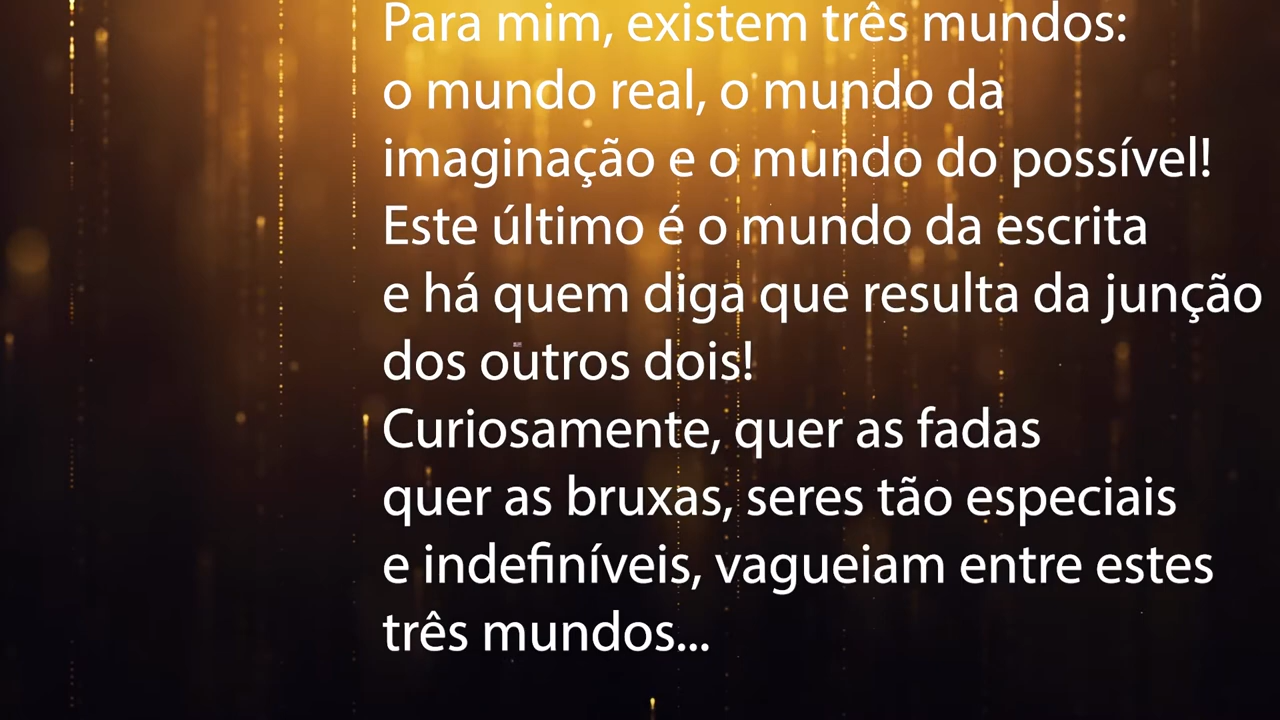 Para mim, existem três mundos:
o mundo real, o mundo da
imaginação e o mundo do possível!
Este último é o mundo da escrita
e há quem diga que resulta da junção
dos outros dois!
Curiosamente, quer as fadas
quer as bruxas, seres tão especiais
e indefiníveis, vagueiam entre estes
três mundos...